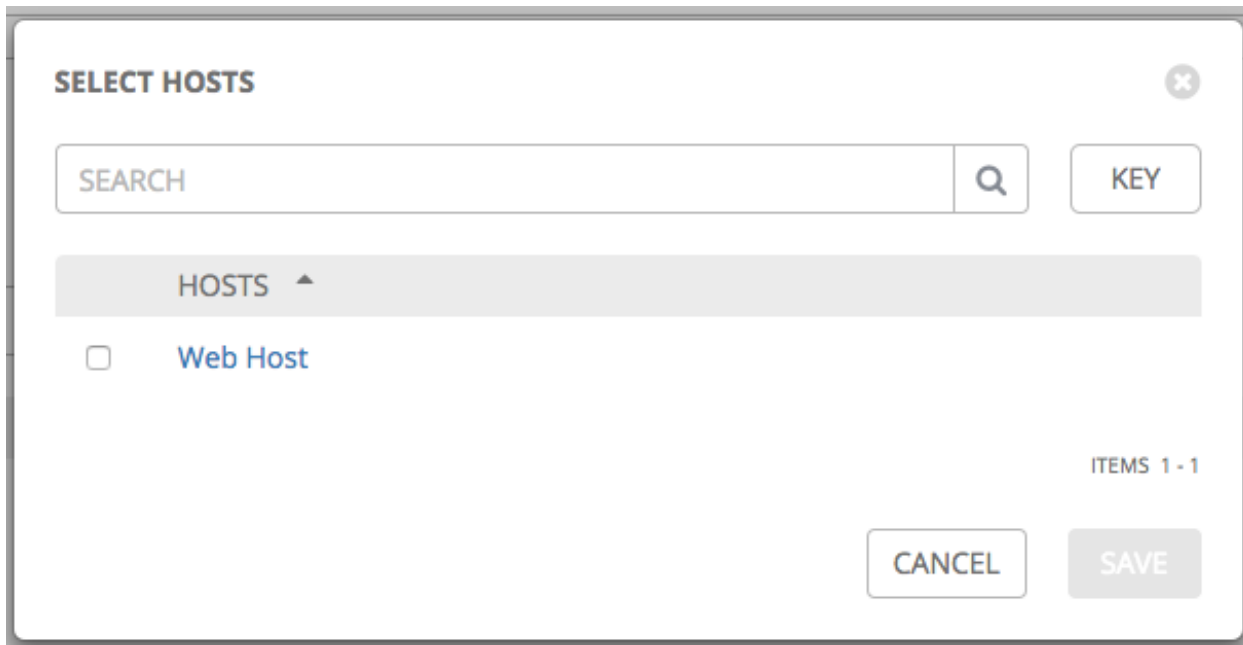 SELECT HOSTS
SEARCH
KEY
HOSTS
Web Host
ITEMS 1 - 1
CANCEL
SAVE